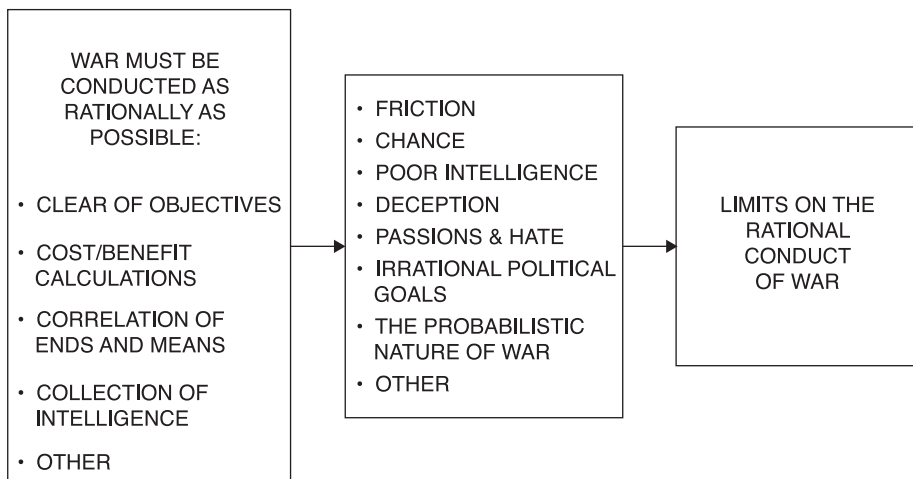 WAR MUST BE
CONDUCTED AS
RATIONALLY AS
POSSIBLE:
• CLEAR OF OBJECTIVES
• COST/BENEFIT
CALCULATIONS
• CORRELATION OF
ENDS AND MEANS
• COLLECTION OF
INTELLIGENCE
• OTHER
• FRICTION
• CHANCE
• POOR INTELLIGENCE
• DECEPTION
• PASSIONS & HATE
• IRRATIONAL POLITICAL
GOALS
• THE PROBABILISTIC
NATURE OF WAR
• OTHER
LIMITS ON THE
RATIONAL
CONDUCT
OF WAR